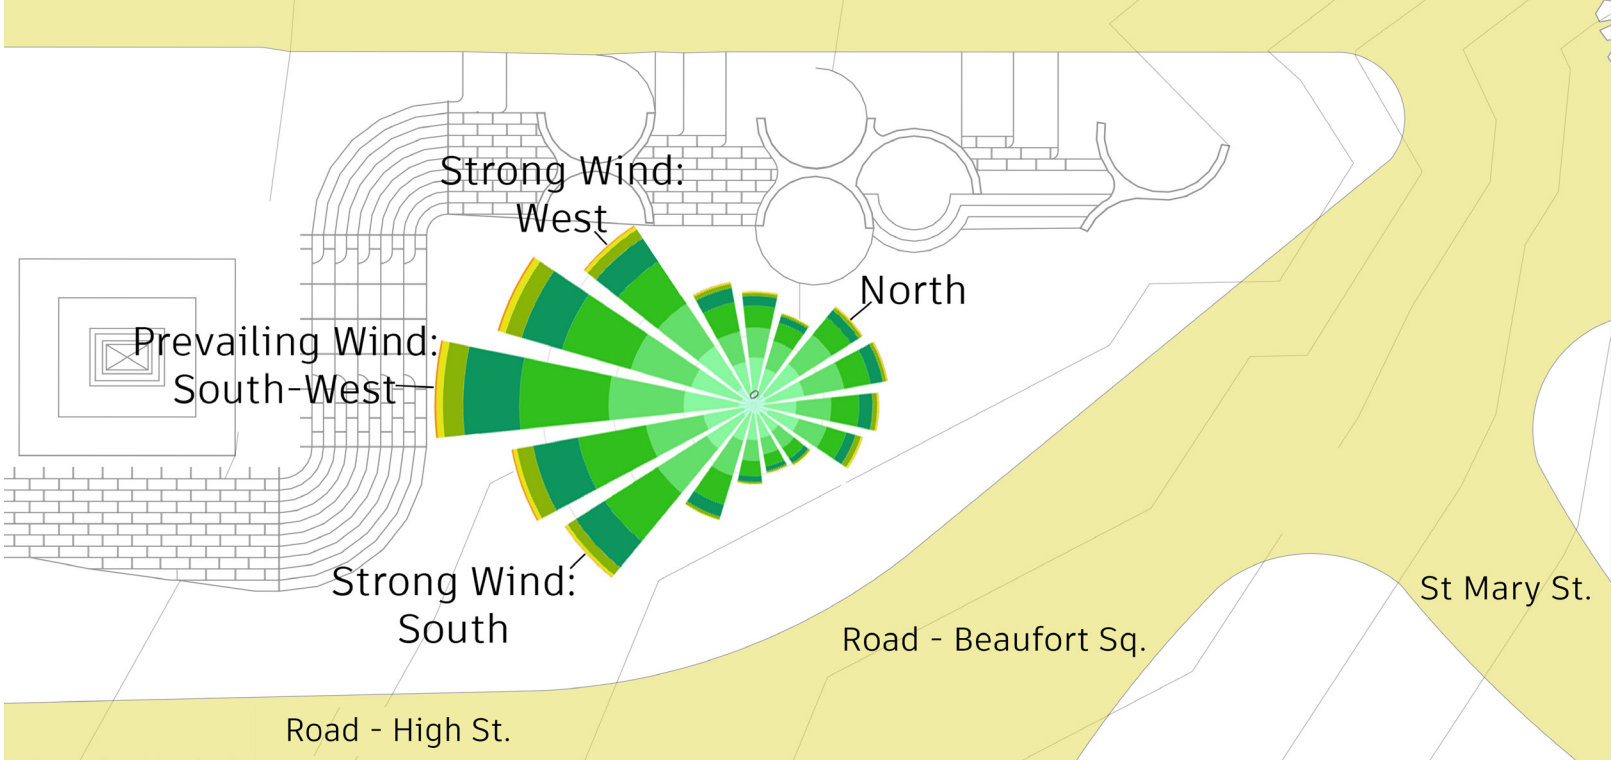 Strong Wind:
West
North
Prevailing Wind:
South-West
Strong Wind:
South
St Mary St.
Road - Beaufort Sq.
Road - High St.
0